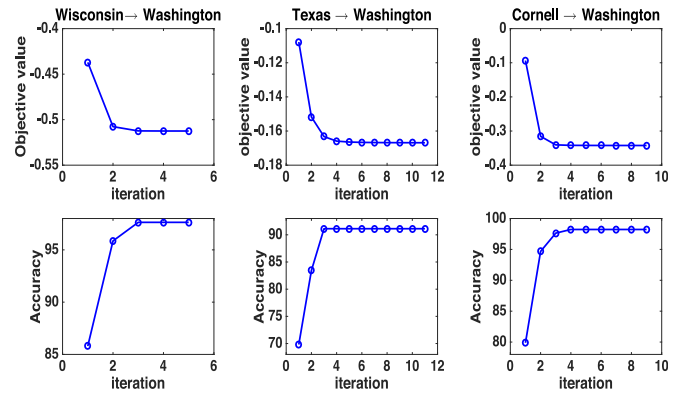 Wisconsin→ Washington
Texas → Washington
Cornell → Washington
-0.4
-0.45
-0.5
-0.55
Objective value
0 2 4 6
iteration
-0.1
-0.12
-0.14
-0.16
-0.18
objective value
0 2 4 6 8 10 12
iteration
0
-0.1
-0.2
-0.3
-0.4
Objective value
0 2 4 6 8 10
iteration
95
90
85
Accuracy
0 2 4 6
iteration
90
85
80
75
70
Accuracy
0 2 4 6 8 10 12
iteration
100
95
90
85
80
Accuracy
0 2 4 6 8 10
iteration